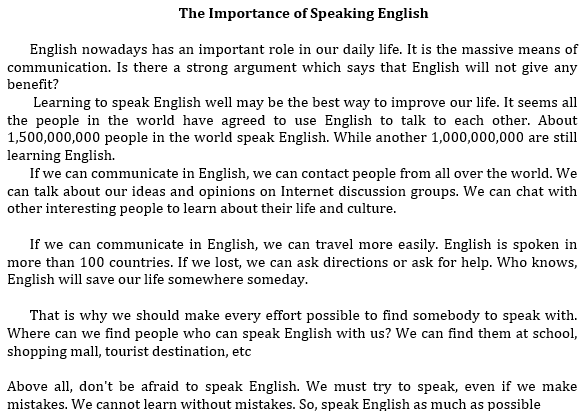 The Importance of Speaking English
English nowadays has an important role in our daily life. It is the massive means of
communication. Is there a strong argument which says that English will not give any
benefit?
Learning to speak English well may be the best way to improve our life. It seems all
the people in the world have agreed to use English to talk to each other. About
1,500,000,000 people in the world speak English. While another 1,000,000,000 are still
learning English.
If we can communicate in English, we can contact people from all over the world. We
can talk about our ideas and opinions on Internet discussion groups. We can chat with
other interesting people to learn about their life and culture.
If we can communicate in English, we can travel more easily. English is spoken in
more than 100 countries. If we lost, we can ask directions or ask for help. Who knows,
English will save our life somewhere someday.
That is why we should make every effort possible to find somebody to speak with.
Where can we find people who can speak English with us? We can find them at school,
shopping mall, tourist destination, etc
Above all, don't be afraid to speak English. We must try to speak, even if we make
mistakes. We cannot learn without mistakes. So, speak English as much as possible